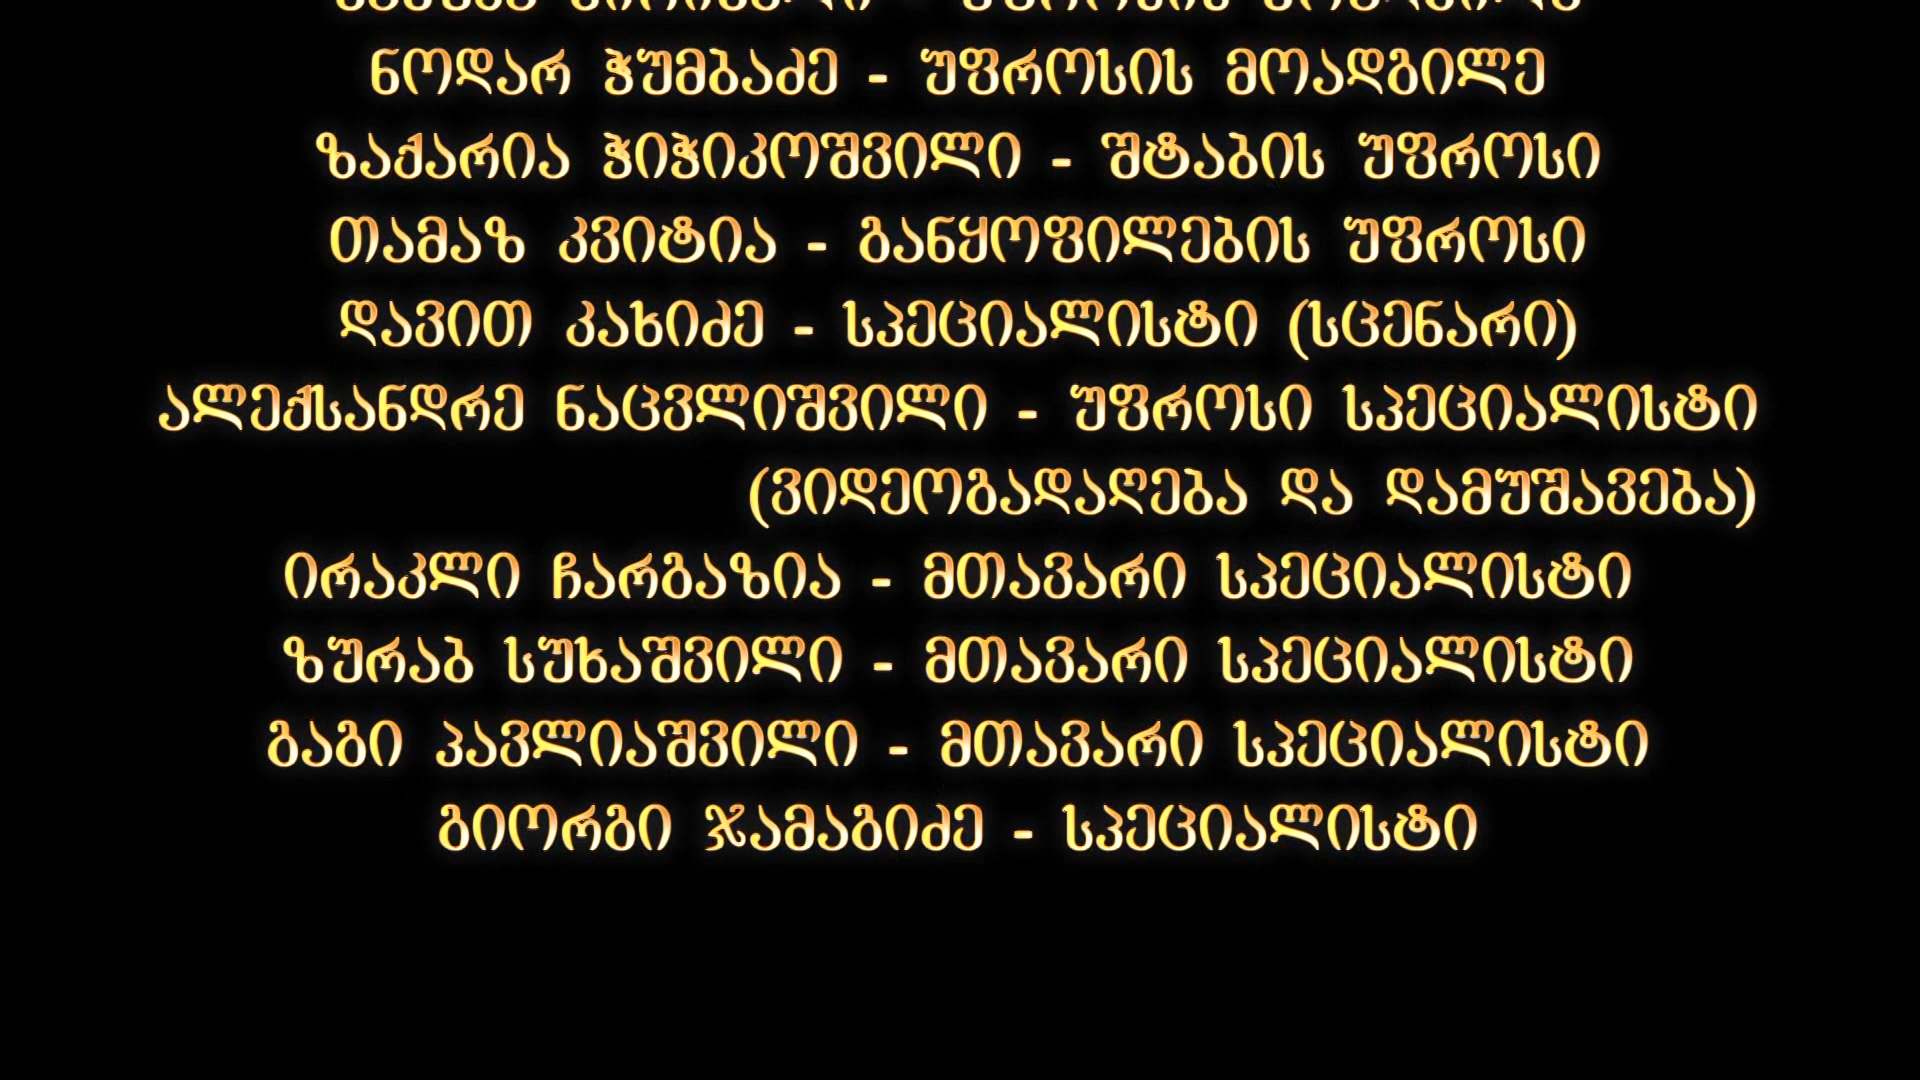 ნოდარ ჭუმბაძე - უფროსის მოადგილე
ზაქარია ჭიჭიკოშვილი - შტაბის უფროსი
თამაზ კვიტია - განყოფილების უფროსი
დავით კახიძე - სპეციალისტი (სცენარი)
ალექსანდრე ნაცვლიშვილი - უფროსი სპეციალისტი
(ვიდეოგადაღება და დამუშავება)
ირაკლი ჩარგაზია - მთავარი სპეციალისტი
ზურაბ სუხაშვილი - მთავარი სპეციალისტი
გაგი პავლიაშვილი - მთავარი სპეციალისტი
გიორგი ჯამაგიძე - სპეციალისტი